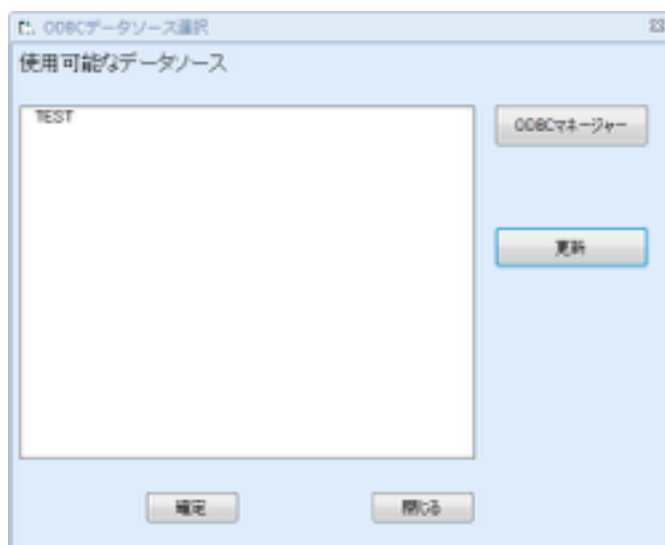 ODBCデータソース選択
使用可能なデータソース
TEST
ODBCマネージャー
更新
確定
閉じる